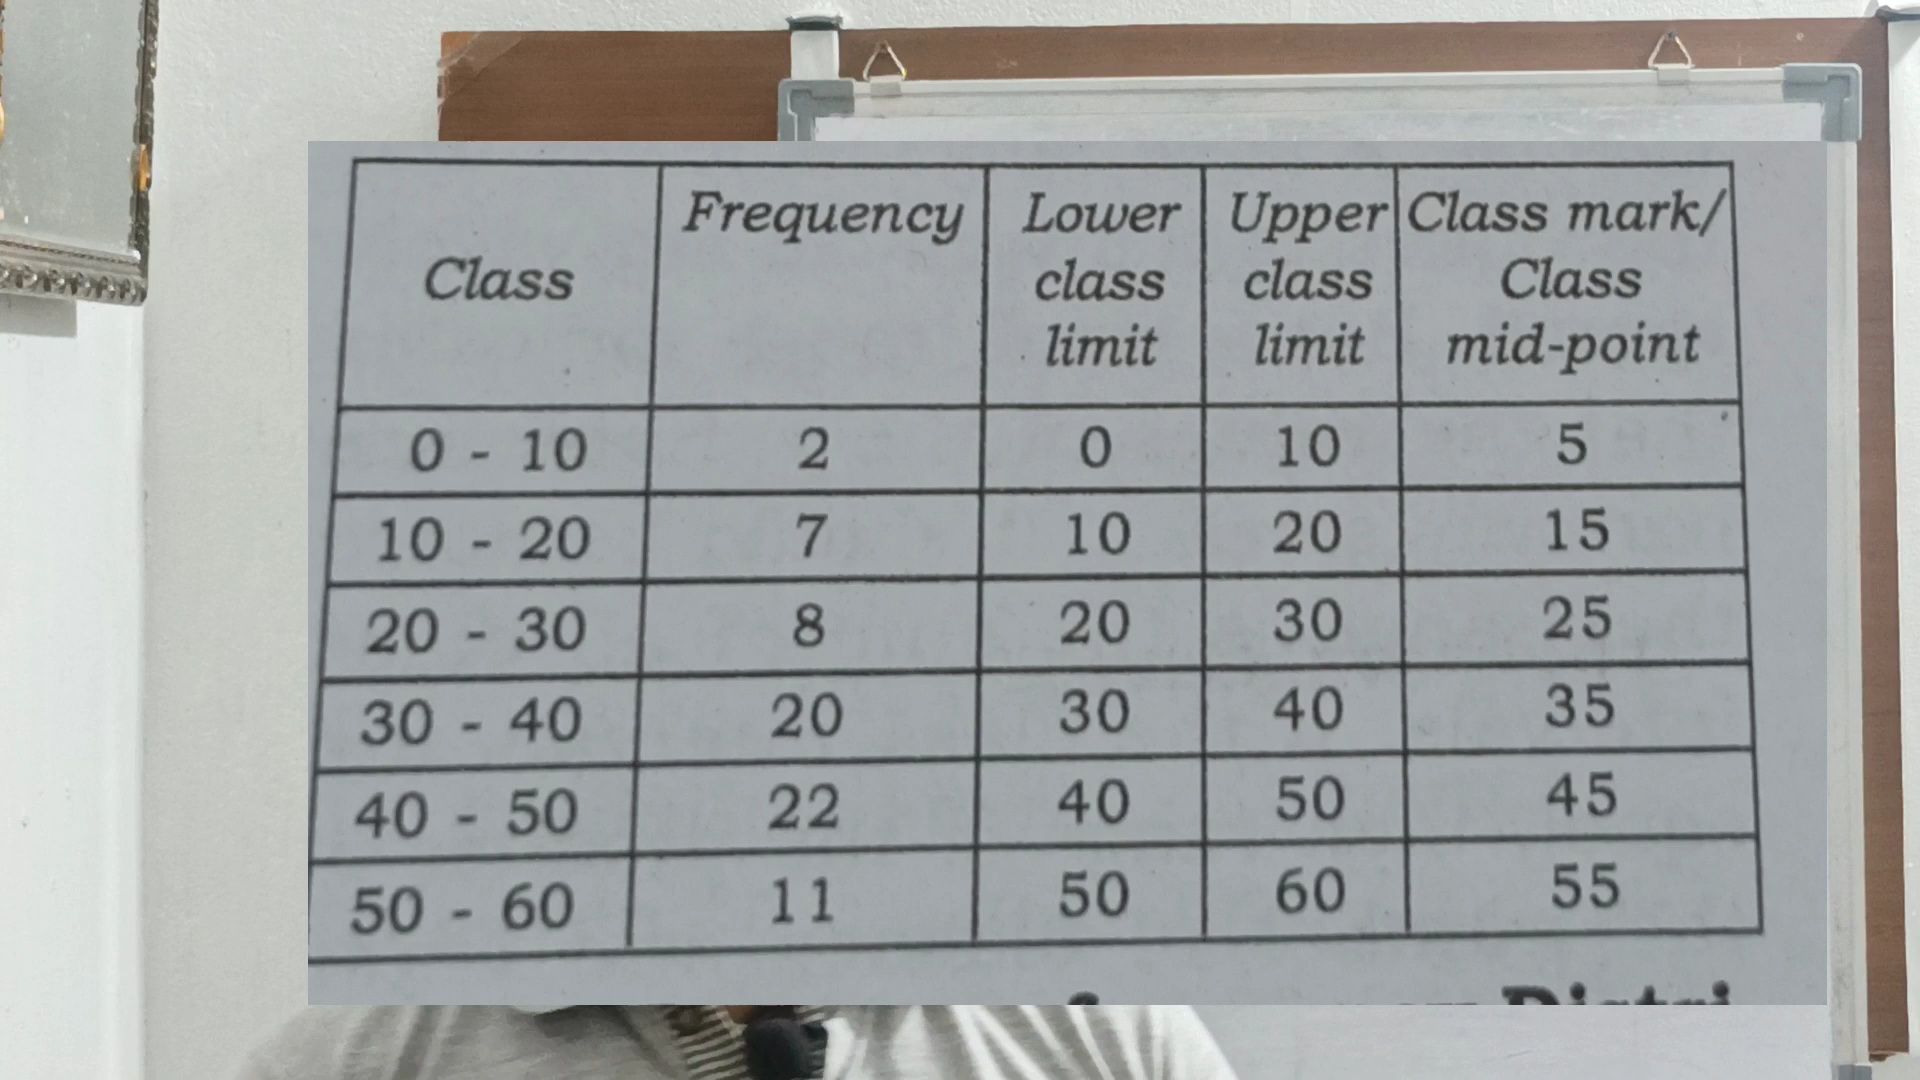 Class Frequency Lower class limit Upper class limit Class mark/ Class mid-point
0 - 10 2 0 10 5
10 - 20 7 10 20 15
20 - 30 8 20 30 25
30 - 40 20 30 40 35
40 - 50 22 40 50 45
50 - 60 11 50 60 55